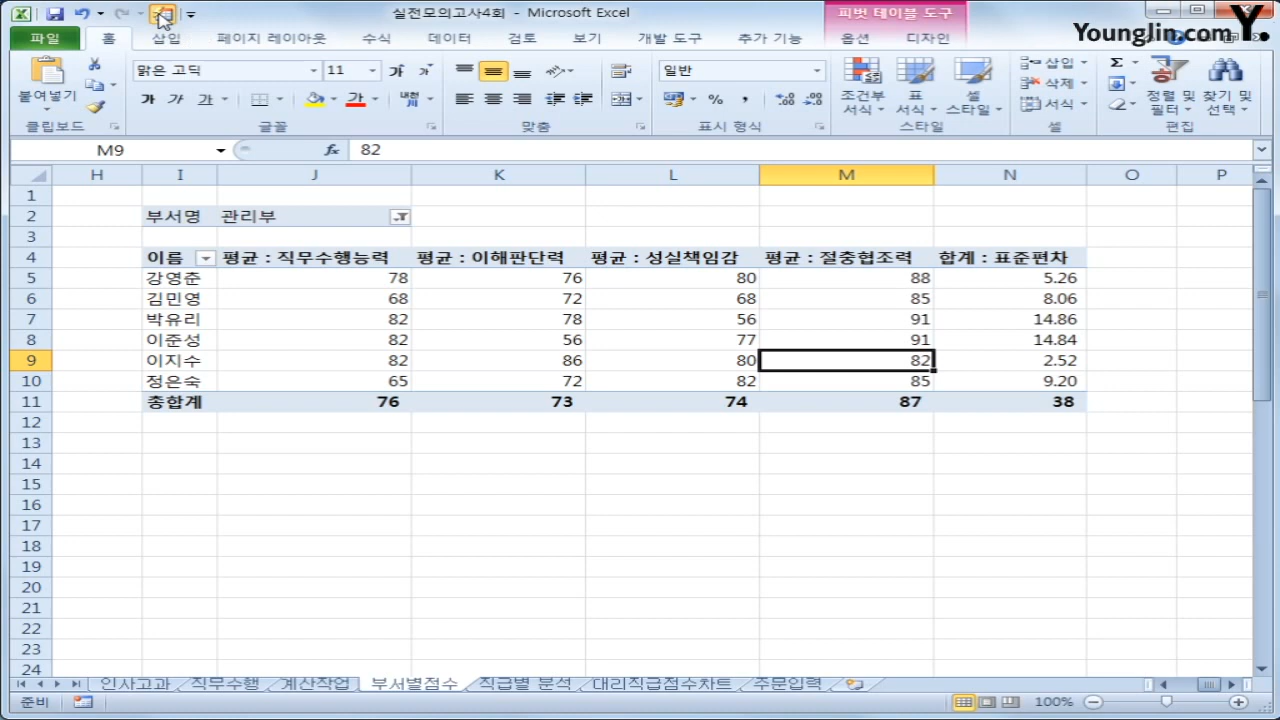 실전모의고사4회 - Microsoft Excel
피벗 테이블 도구
Younglin.com Y.
파일 홈 삽입 페이지 레이아웃 수식 데이터 검토 보기 개발 도구 추가 기능 옵션 디자인
붙여넣기
맑은 고딕 11 가 가
일반
가 가 가 가 내천
% ,
조건부 서식 표 서식 셀 스타일
삽입
삭제
서식
Σ
정렬 및 필터 찾기 및 선택
클립보드 글꼴 맞춤 표시 형식 스타일 셀 편집
M9 fx 82
H I J K L M N O P
1
2 부서명 관리부
3
4 이름 평균 : 직무수행능력 평균 : 이해판단력 평균 : 성실책임감 평균 : 절충협조력 합계 : 표준편차
5 강영춘 78 76 80 88 5.26
6 김민영 68 72 68 85 8.06
7 박유리 82 78 56 91 14.86
8 이준성 82 56 77 91 14.84
9 이지수 82 86 80 82 2.52
10 정은숙 65 72 82 85 9.20
11 총합계 76 73 74 87 38
12
13
14
15
16
17
18
19
20
21
22
23
24
인사고과 직무수행 계산작업 부서별점수 직급별 분석 대리직급점수차트 주문입력
준비 100%